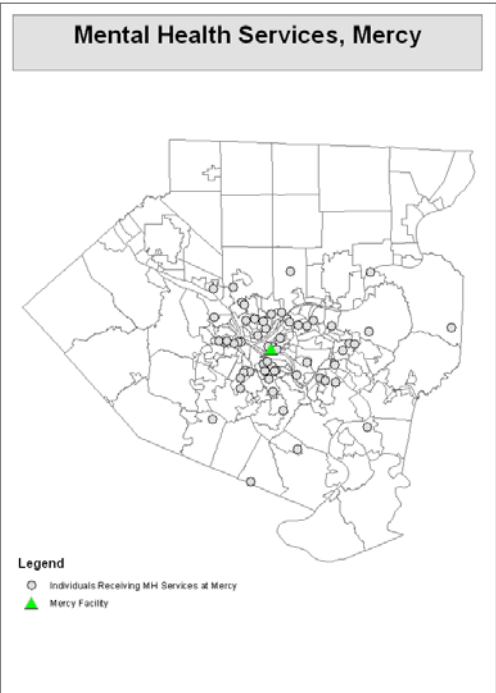 Mental Health Services, Mercy
Legend
Individuals Receiving MH Services at Mercy
Mercy Facility